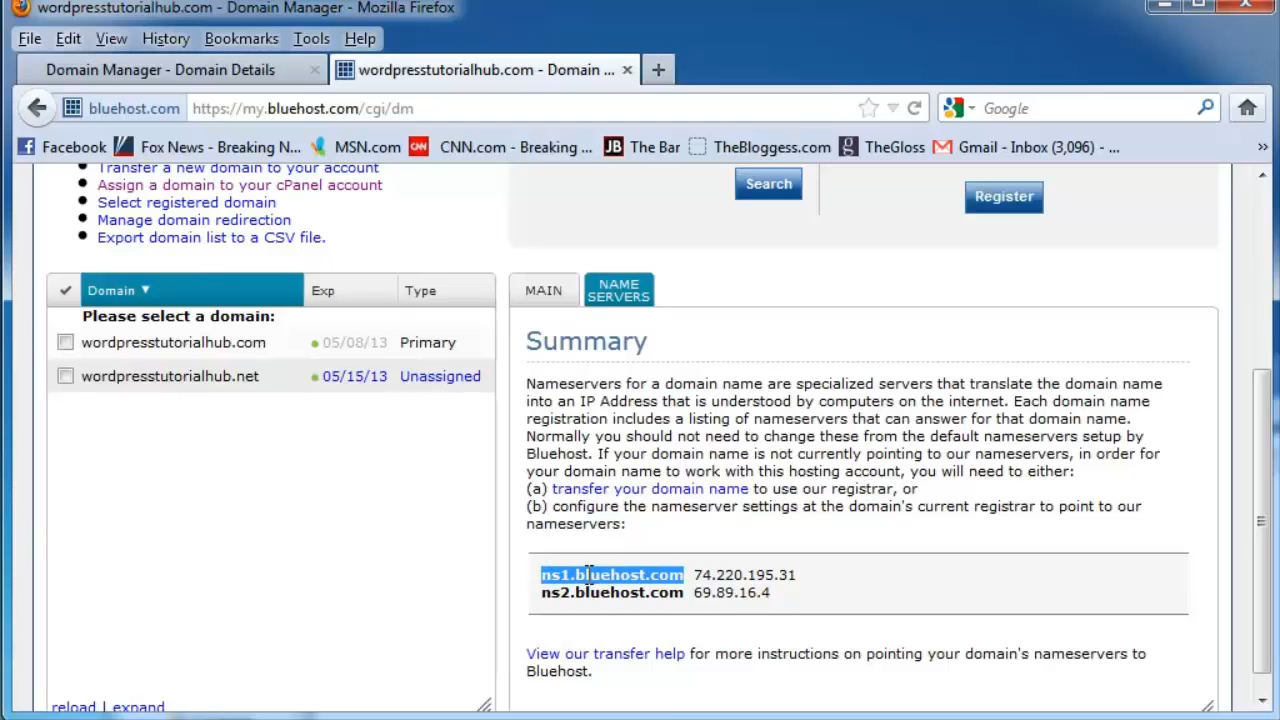 wordpresstutorialhub.com - Domain Manager - Mozilla Firefox
File Edit View History Bookmarks Tools Help
Domain Manager - Domain Details × wordpresstutorialhub.com - Domain ... × +
bluehost.com https://my.bluehost.com/cgi/dm Google
Facebook Fox News - Breaking N... MSN.com CNN CNN.com - Breaking ... JB The Bar TheBloggess.com g TheGloss Gmail - Inbox (3,096) - ... »
Transfer a new domain to your account
Assign a domain to your cPanel account
Select registered domain
Manage domain redirection
Export domain list to a CSV file.
Search
Register
Domain Exp Type
Please select a domain:
wordpresstutorialhub.com 05/08/13 Primary
wordpresstutorialhub.net 05/15/13 Unassigned
reload | expand
MAIN
NAME
SERVERS
Summary
Nameservers for a domain name are specialized servers that translate the domain name
into an IP Address that is understood by computers on the internet. Each domain name
registration includes a listing of nameservers that can answer for that domain name.
Normally you should not need to change these from the default nameservers setup by
Bluehost. If your domain name is not currently pointing to our nameservers, in order for
your domain name to work with this hosting account, you will need to either:
(a) transfer your domain name to use our registrar, or
(b) configure the nameserver settings at the domain's current registrar to point to our
nameservers:
ns1.bluehost.com 74.220.195.31
ns2.bluehost.com 69.89.16.4
View our transfer help for more instructions on pointing your domain's nameservers to
Bluehost.